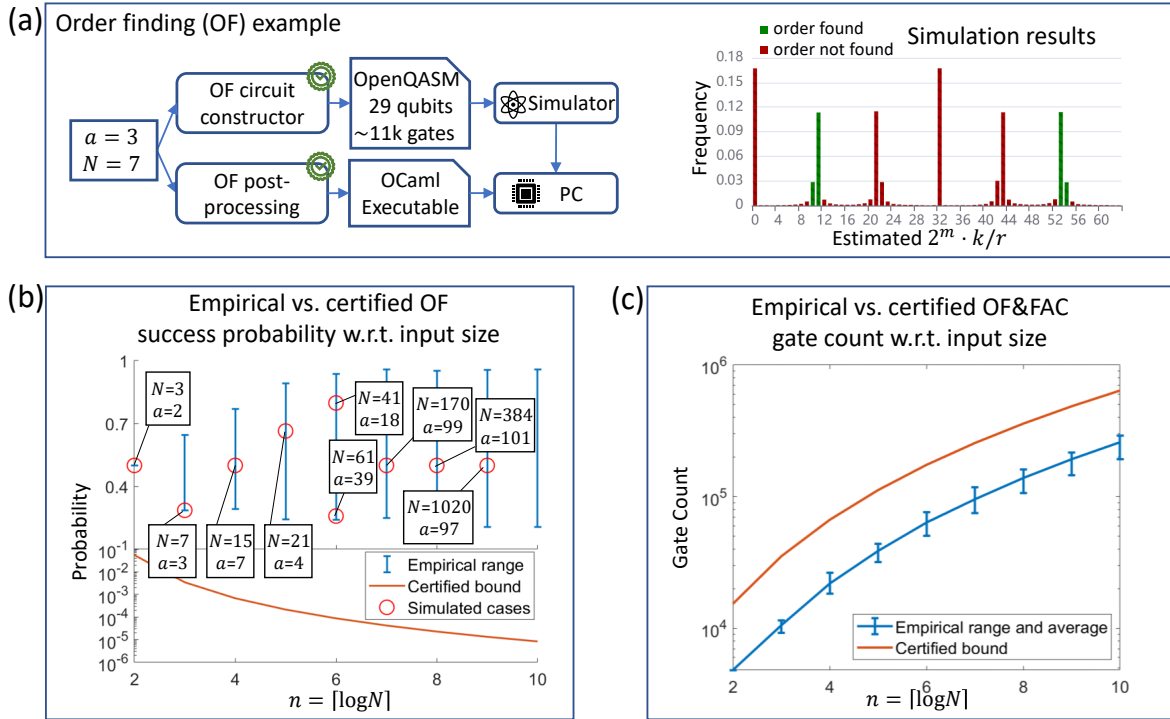 (a)
Order finding (OF) example
a = 3
N = 7
OF circuit
constructor
OpenQASM
29 qubits
~11k gates
Simulator
OF post-
processing
OCaml
Executable
PC
order found
order not found
Simulation results
Frequency
0.18
0.15
0.12
0.09
0.06
0.03
0
0 4 8 12 16 20 24 28 32 36 40 44 48 52 56 60
Estimated 2^m · k/r
(b)
Empirical vs. certified OF
success probability w.r.t. input size
Probability
1
0.7
0.4
10^-1
10^-2
10^-3
10^-4
10^-5
10^-6
N=3
a=2
N=7
a=3
N=15
a=7
N=21
a=4
N=41
a=18
N=61
a=39
N=170
a=99
N=384
a=101
N=1020
a=97
Empirical range
Certified bound
Simulated cases
2 4 6 8 10
n = ⌈logN⌉
(c)
Empirical vs. certified OF&FAC
gate count w.r.t. input size
Gate Count
10^6
10^5
10^4
Empirical range and average
Certified bound
2 4 6 8 10
n = ⌈logN⌉